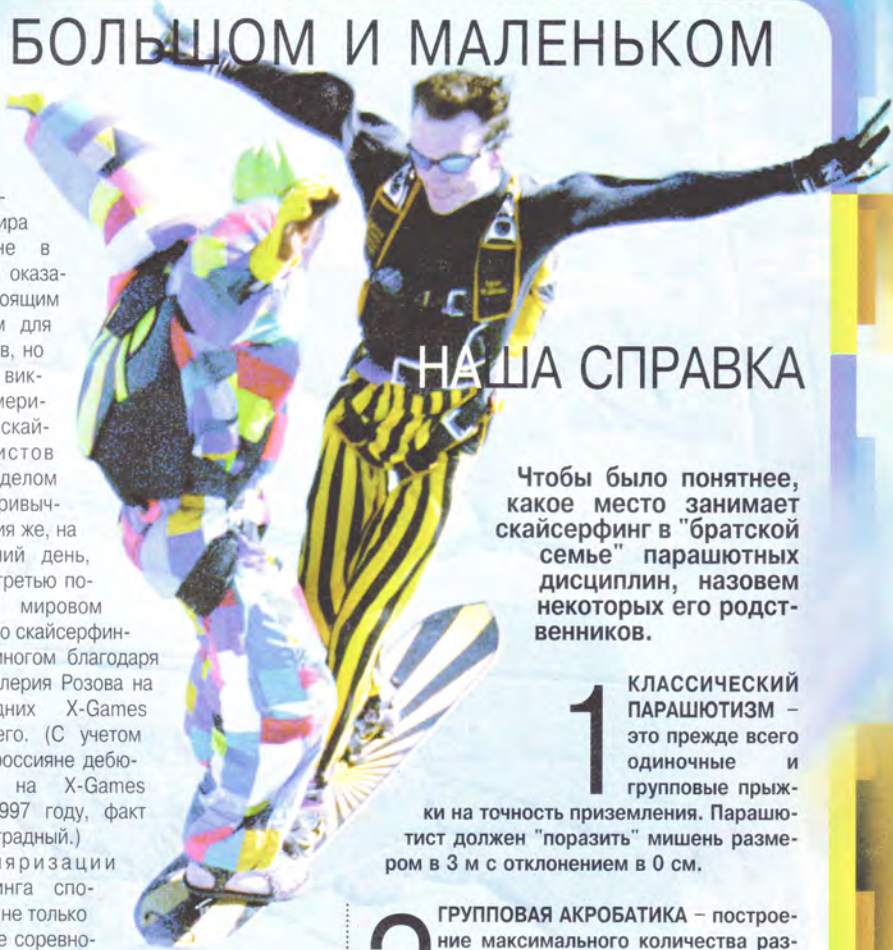 БОЛЬШОМ И МАЛЕНЬКОМ
-
ира
не в
оказа-
оящим
м для
в, но
вик-
мери-
скай-
истов
делом
ривыч-
ия же, на
ний день,
третью по-
мировом
о скайсерфин-
многом благодаря
лерия Розова на
дних X-Games
его. (С учетом
россияне дебю-
на X-Games
997 году, факт
традный.)
ляризации
инга спо-
не только
е соревно-
НАША СПРАВКА
Чтобы было понятнее,
какое место занимает
скайсерфинг в "братской
семье" парашютных
дисциплин, назовем
некоторых его родст-
венников.
1 КЛАССИЧЕСКИЙ
ПАРАШЮТИЗМ –
это прежде всего
одиночные и
групповые прыж-
ки на точность приземления. Парашю-
тист должен "поразить" мишень разме-
ром в 3 м с отклонением в 0 см.
2 ГРУППОВАЯ АКРОБАТИКА – построе-
ние максимального количества раз-